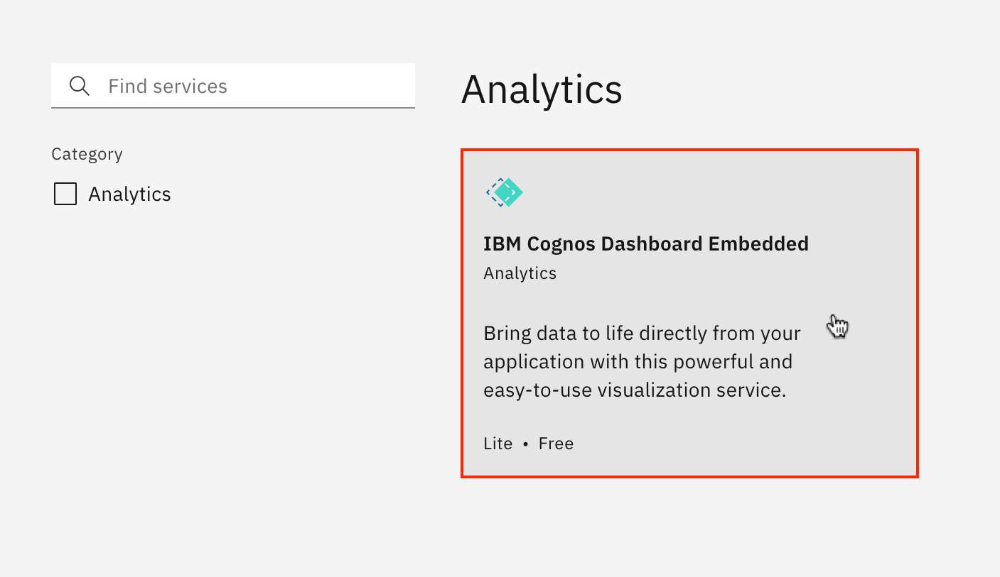 Find services
Category
Analytics
Analytics
IBM Cognos Dashboard Embedded
Analytics
Bring data to life directly from your
application with this powerful and
easy-to-use visualization service.
Lite • Free